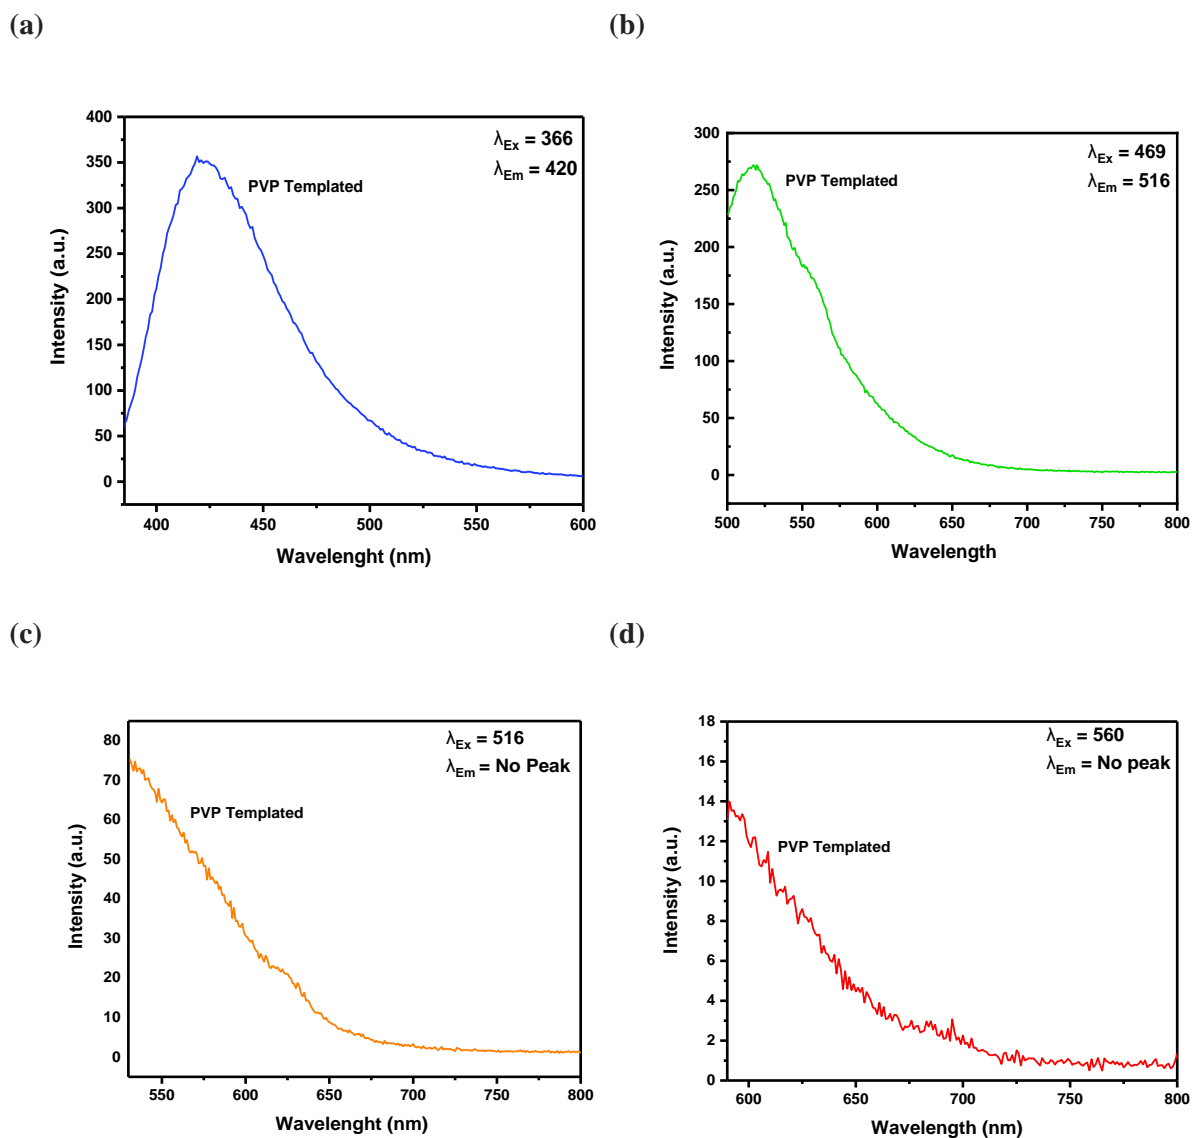 (a)
(b)
λEx = 366
λEm = 420
PVP Templated
Intensity (a.u.)
400
350
300
250
200
150
100
50
0
400 450 500 550 600
Wavelenght (nm)
λEx = 469
λEm = 516
PVP Templated
Intensity (a.u.)
300
250
200
150
100
50
0
500 550 600 650 700 750 800
Wavelength
(c)
(d)
λEx = 516
λEm = No Peak
PVP Templated
Intensity (a.u.)
80
70
60
50
40
30
20
10
0
550 600 650 700 750 800
Wavelenght (nm)
λEx = 560
λEm = No peak
PVP Templated
Intensity (a.u.)
18
16
14
12
10
8
6
4
2
0
600 650 700 750 800
Wavelength (nm)